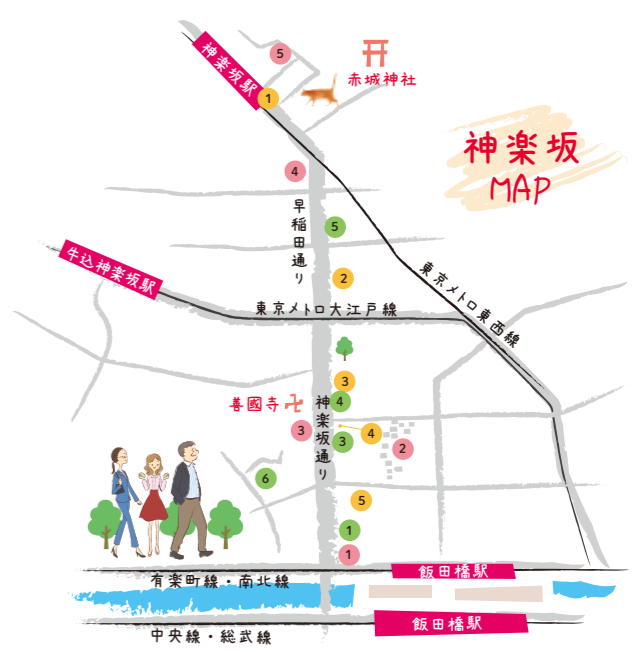 神楽坂駅
5
赤城神社
1
神楽坂
MAP
4
早稲田通り
5
2
牛込神楽坂駅
東京メトロ大江戸線
東京メトロ東西線
3
善國寺
卍
4
神楽坂通り
3
3
4
2
6
5
1
1
飯田橋駅
有楽町線・南北線
飯田橋駅
中央線・総武線